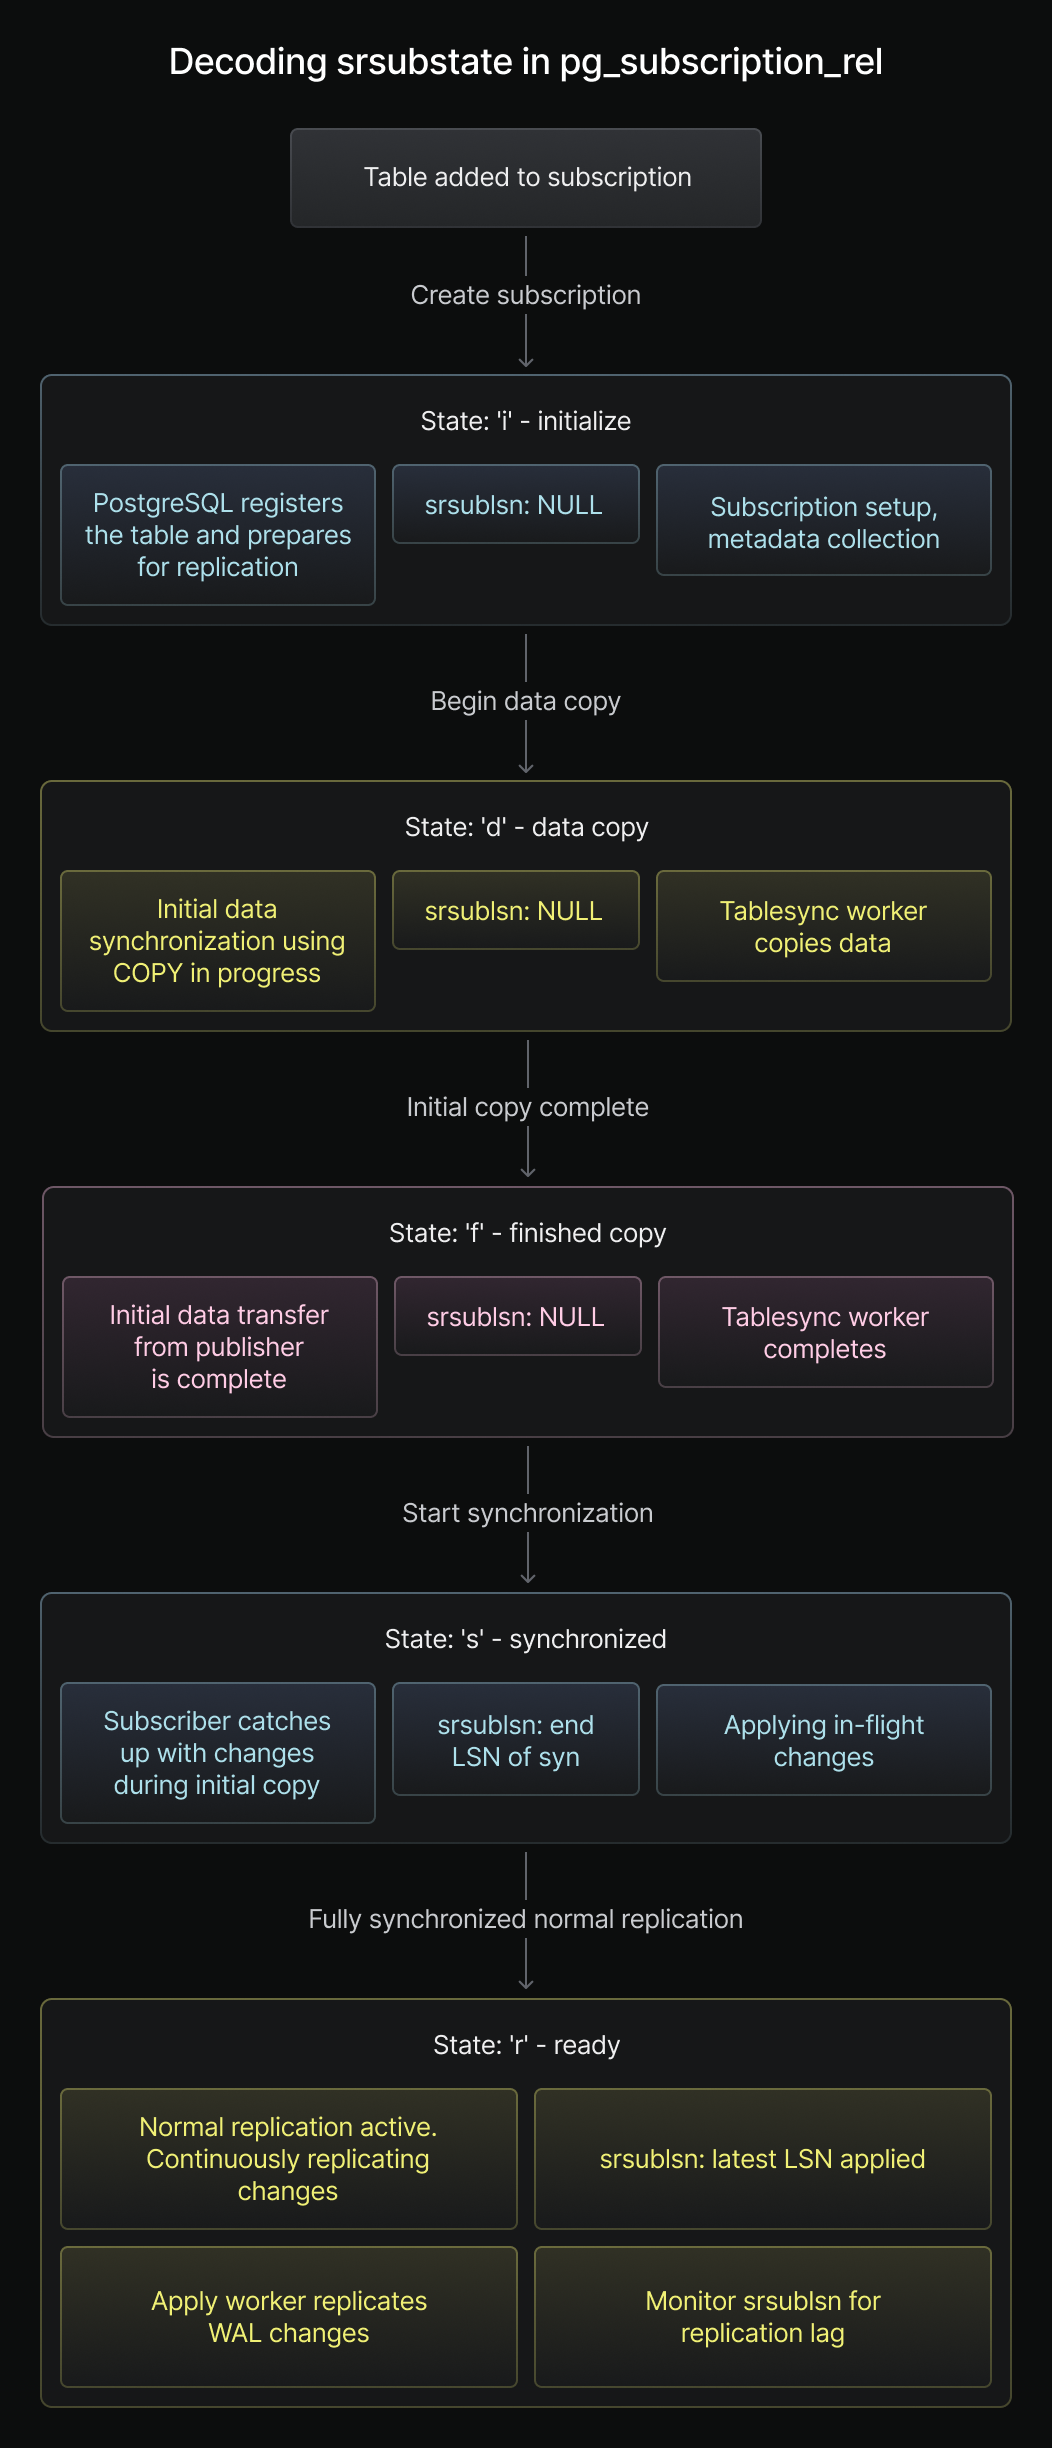 Decoding srsubstate in pg_subscription_rel
Table added to subscription
Create subscription
State: 'i' - initialize
PostgreSQL registers
the table and prepares
for replication
srsublsn: NULL
Subscription setup,
metadata collection
Begin data copy
State: 'd' - data copy
Initial data
synchronization using
COPY in progress
srsublsn: NULL
Tablesync worker
copies data
Initial copy complete
State: 'f' - finished copy
Initial data transfer
from publisher
is complete
srsublsn: NULL
Tablesync worker
completes
Start synchronization
State: 's' - synchronized
Subscriber catches
up with changes
during initial copy
srsublsn: end
LSN of syn
Applying in-flight
changes
Fully synchronized normal replication
State: 'r' - ready
Normal replication active.
Continuously replicating
changes
srsublsn: latest LSN applied
Apply worker replicates
WAL changes
Monitor srsublsn for
replication lag